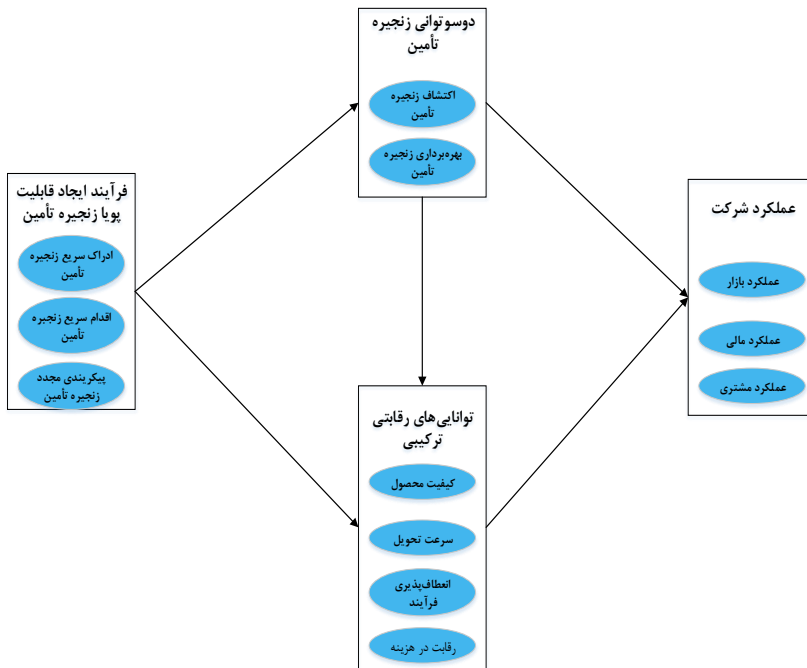 دوسوتوانی زنجیره
تأمین
اکتشاف زنجیره
تأمین
بهره‌برداری زنجیره
تأمین
عملکرد شرکت
عملکرد بازار
عملکرد مالی
عملکرد مشتری
فرآیند ایجاد قابلیت
پویا زنجیره تأمین
ادراک سریع زنجیره
تأمین
اقدام سریع زنجیره
تأمین
پیکربندی مجدد
زنجیره تأمین
توانایی‌های رقابتی
ترکیبی
کیفیت محصول
سرعت تحویل
انعطاف‌پذیری
فرآیند
رقابت در هزینه